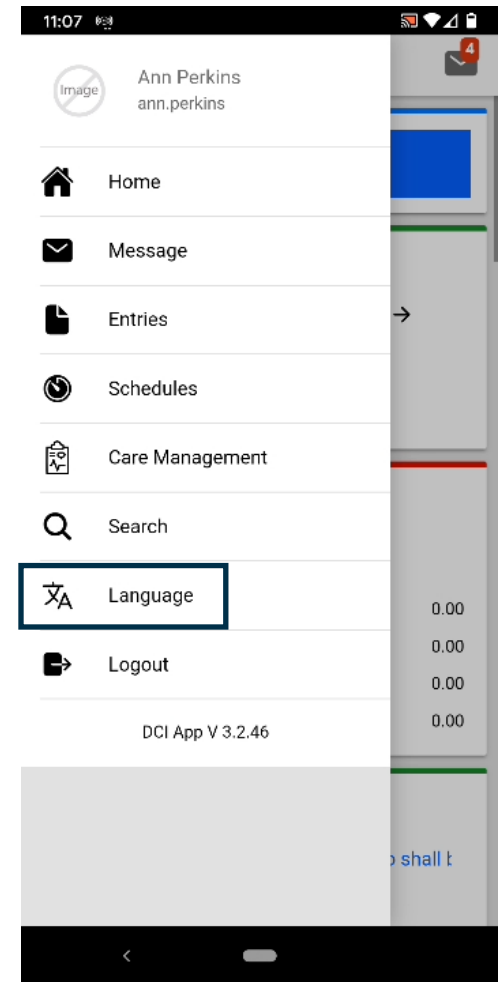 11:07
4
Image
Ann Perkins
ann.perkins
Home
Message
Entries
Schedules
Care Management
Search
Language
Logout
DCI App V 3.2.46
0.00
0.00
0.00
0.00
shall